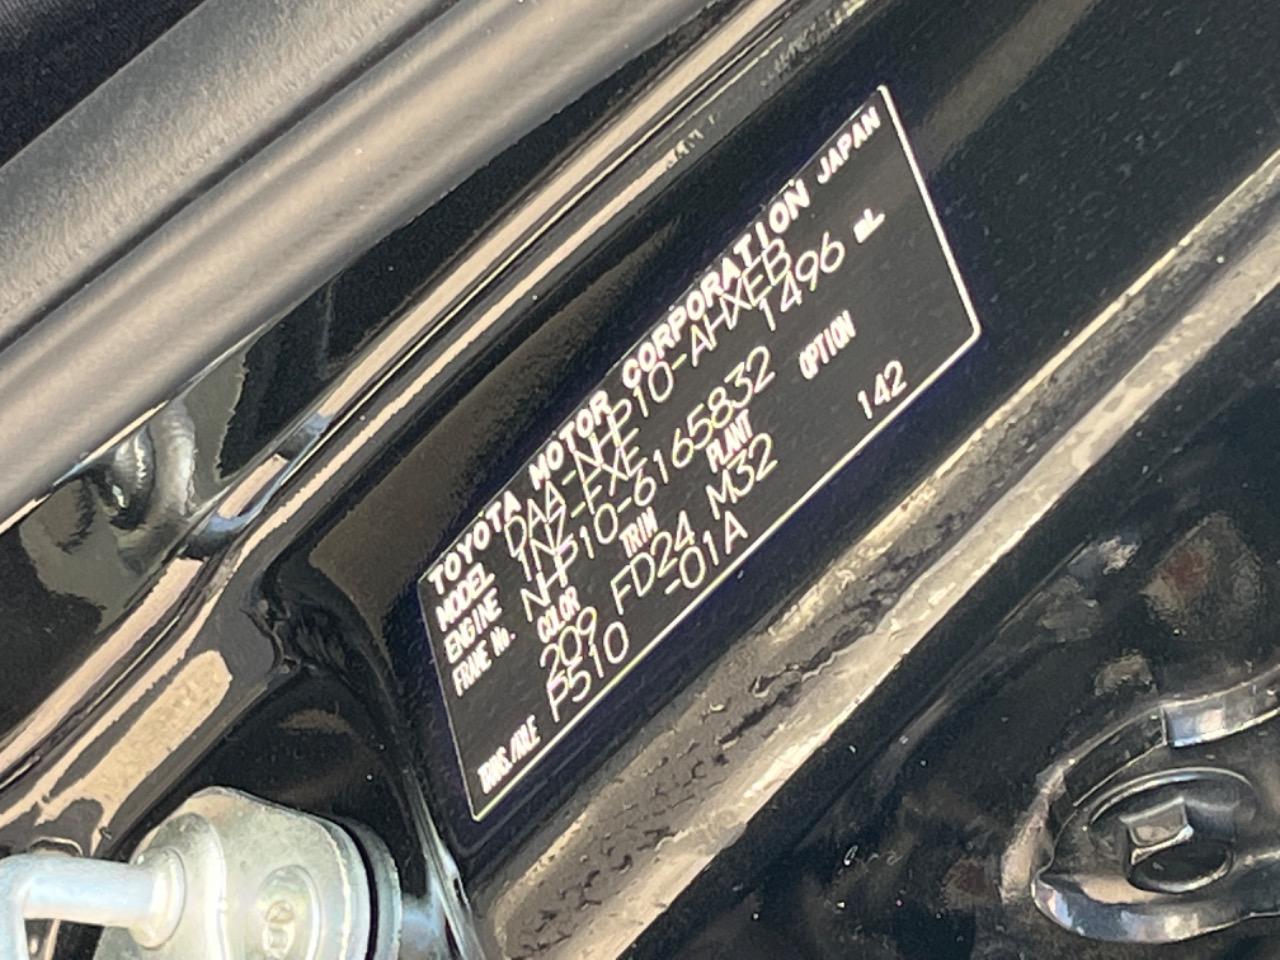 TOYOTA MOTOR CORPORATION JAPAN
MODEL DAA-NHP10-AHXEB
ENGINE 1NZ-FXE 1496 mL
FRAME No. NHP10-6165832
COLOR TRIM PLANT OPTION
209 FD24 M32 142
-01A
TRANS./AXLE P510